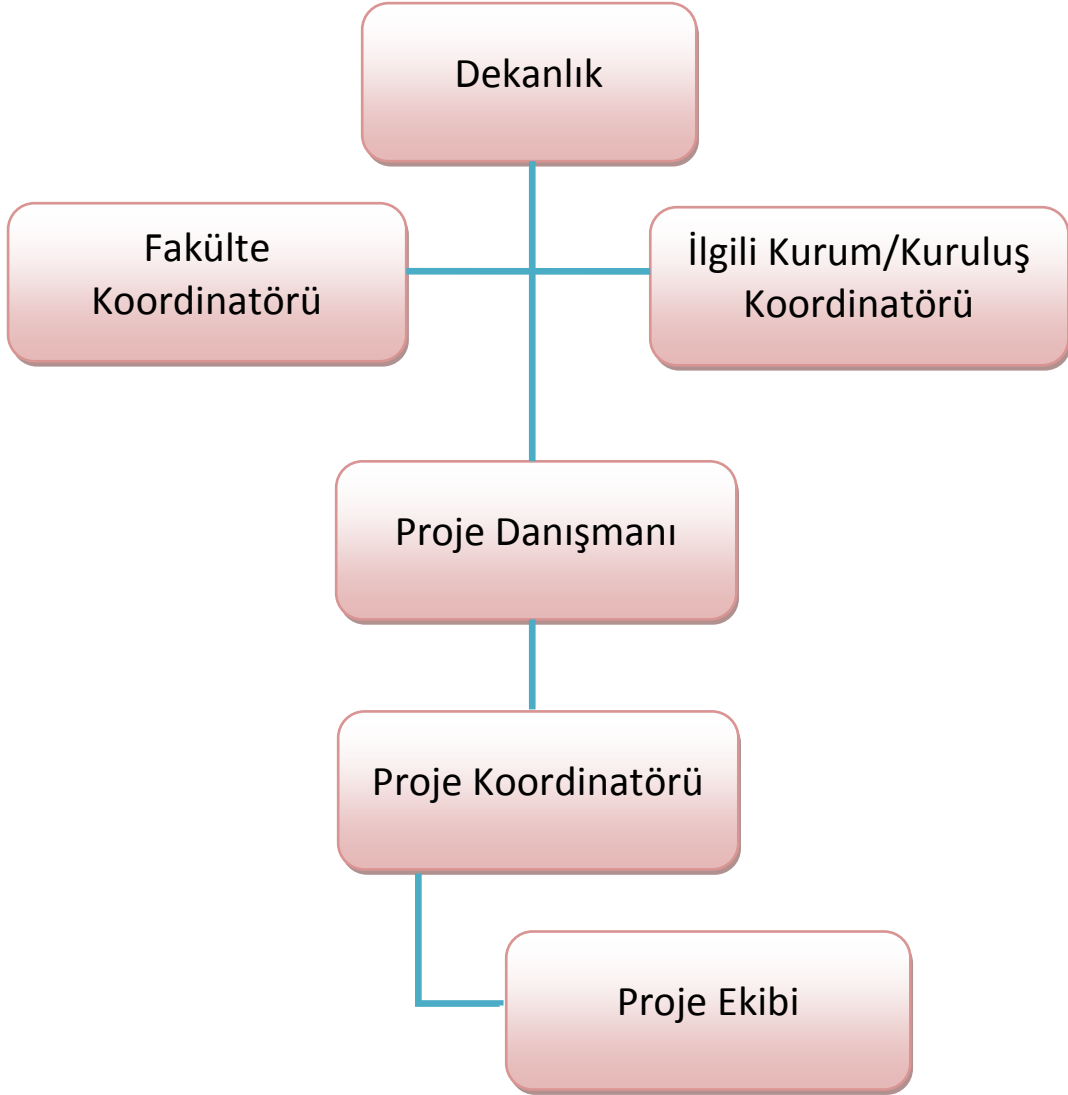 Dekanlık
Fakülte
Koordinatörü
İlgili Kurum/Kuruluş
Koordinatörü
Proje Danışmanı
Proje Koordinatörü
Proje Ekibi